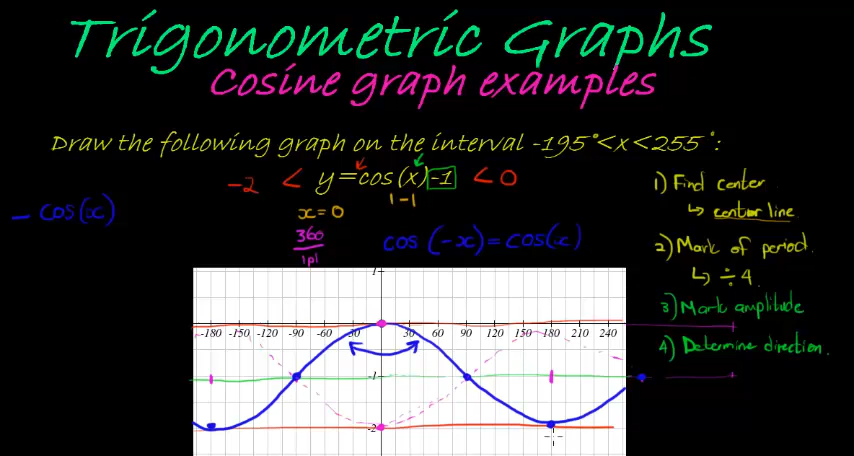 Trigonometric Graphs
Cosine graph examples
Draw the following graph on the interval -195°<x<255°:
-2 < y=cos(x)-1 < 0
- cos(x)
x=0
1-1
360
|p|
cos(-x)=cos(x)
1) Find center
↳ center line
2) Mark of period.
↳ ÷4.
3) Mark amplitude
4) Determine direction.
1
-180 -150 -120 -90 -60 30 30 60 90 120 150 180 210 240
-1
-2